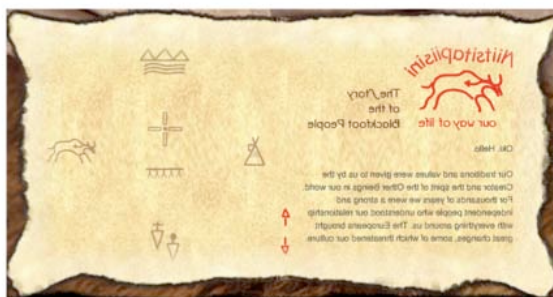 Niitsitapiisini
our way of life
The Story
of the
Blackfoot People
Oki. Hello.
Our traditions and values were given to us by the
Creator and the spirit of the Other Beings in our world.
For thousands of years we were a strong and
independent people who understood our relationship
with everything around us. The Europeans brought
great changes, some of which threatened our culture